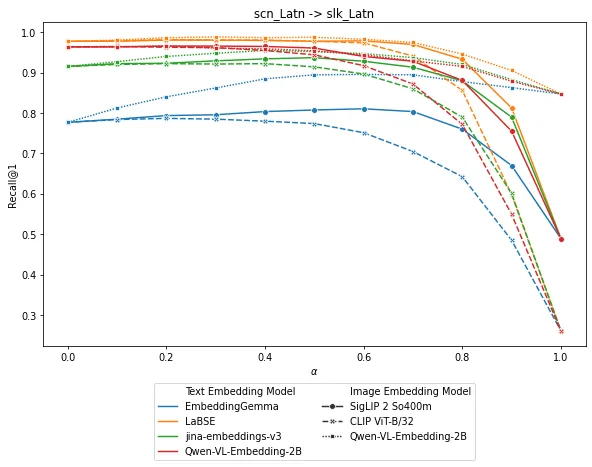 scn_Latn -> slk_Latn
1.0
0.9
0.8
0.7
0.6
0.5
0.4
0.3
Recall@1
0.0 0.2 0.4 0.6 0.8 1.0
α
Text Embedding Model Image Embedding Model
EmbeddingGemma SigLIP 2 So400m
LaBSE CLIP ViT-B/32
jina-embeddings-v3 Qwen-VL-Embedding-2B
Qwen-VL-Embedding-2B